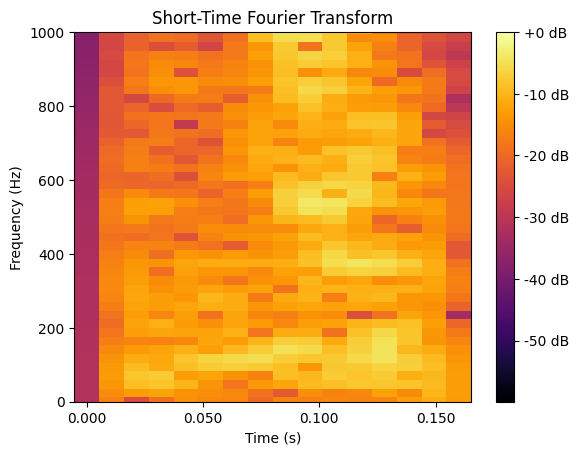 Short-Time Fourier Transform
1000
800
600
400
200
0
Frequency (Hz)
0.000
0.050
0.100
0.150
Time (s)
+0 dB
-10 dB
-20 dB
-30 dB
-40 dB
-50 dB